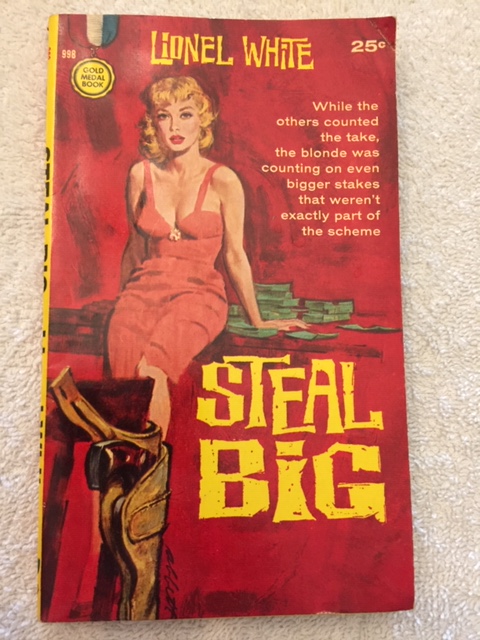 998
GOLD
MEDAL
BOOK
LIONEL WHITE
25¢
While the
others counted
the take,
the blonde was
counting on even
bigger stakes
that weren't
exactly part of
the scheme
STEAL
BIG